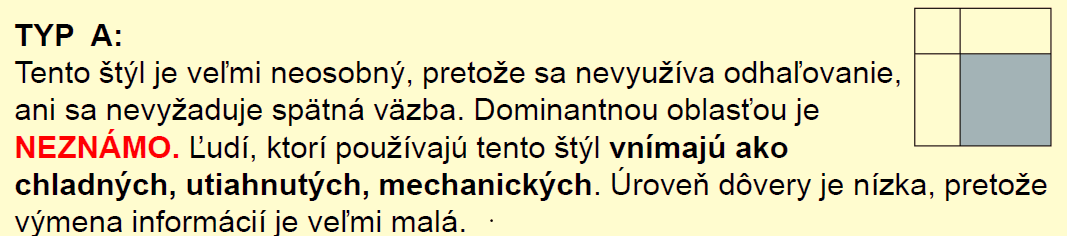 TYP A:
Tento štýl je veľmi neosobný, pretože sa nevyužíva odhaľovanie,
ani sa nevyžaduje spätná väzba. Dominantnou oblasťou je
NEZNÁMO. Ľudí, ktorí používajú tento štýl vnímajú ako
chladných, utiahnutých, mechanických. Úroveň dôvery je nízka, pretože
výmena informácií je veľmi malá. .